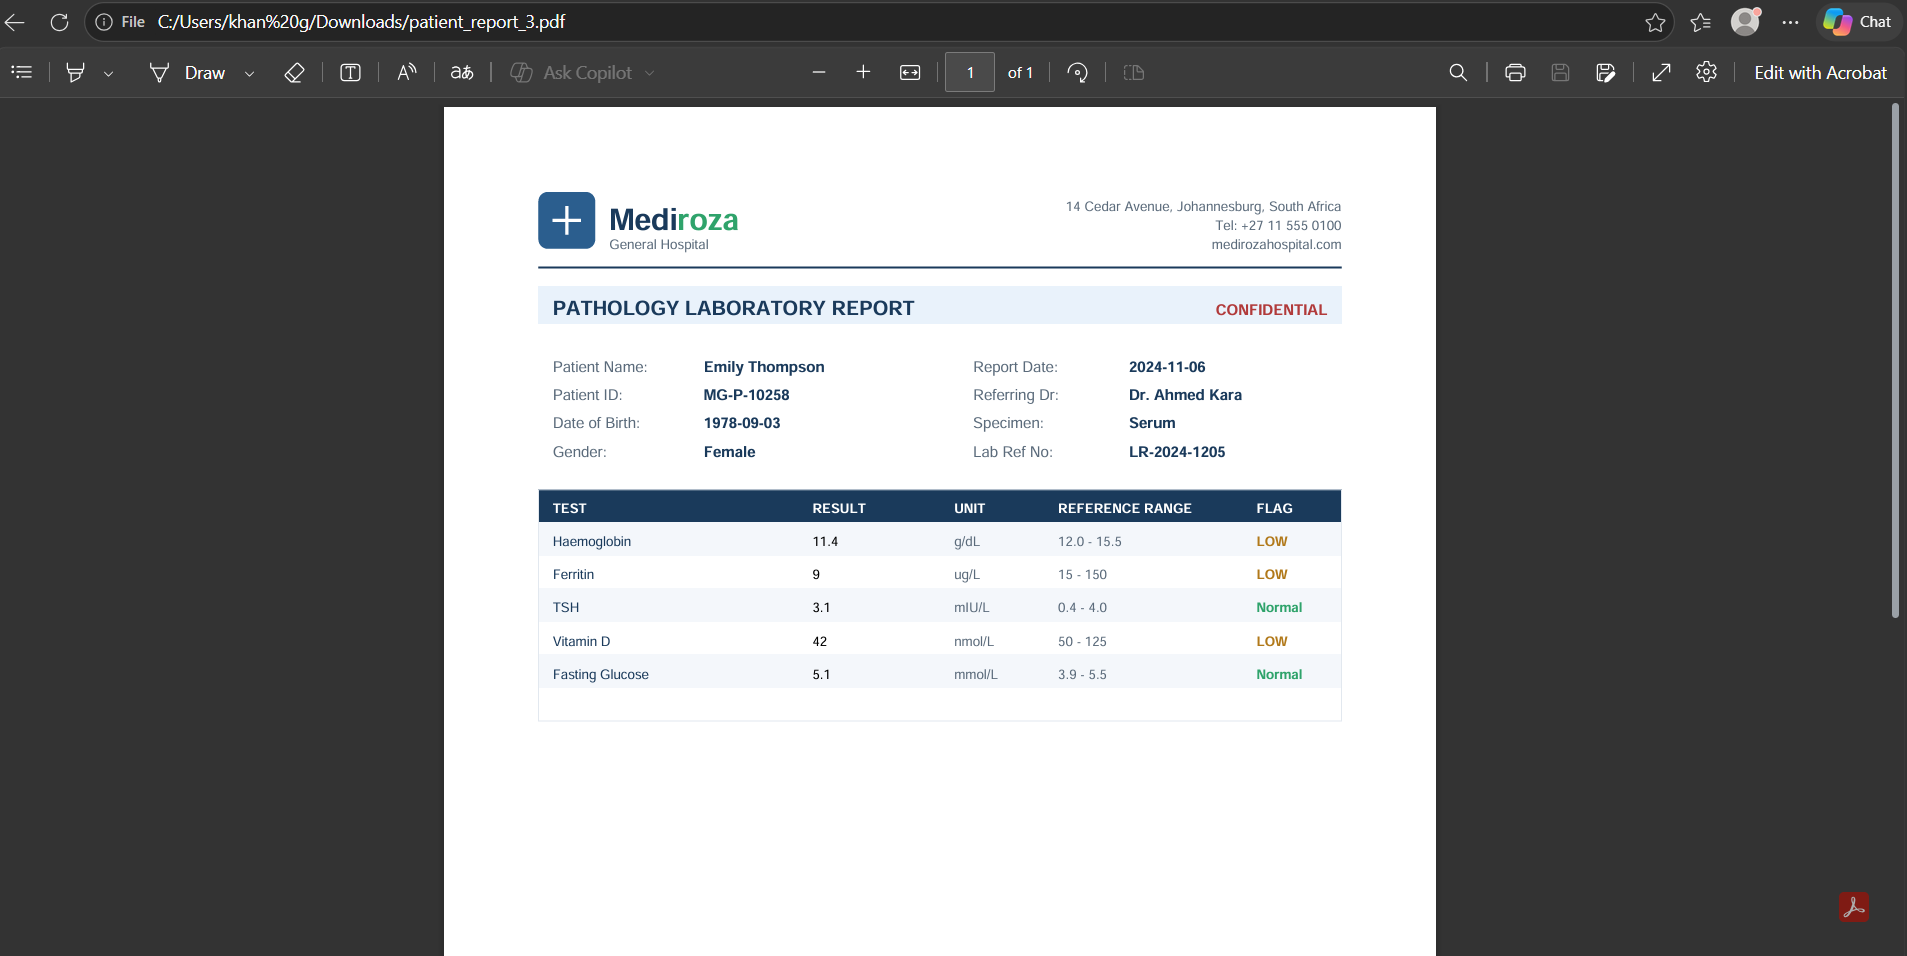 File C:/Users/khan%20g/Downloads/patient_report_3.pdf
Chat
Draw
Ask Copilot
1 of 1
Edit with Acrobat
Mediroza
General Hospital
14 Cedar Avenue, Johannesburg, South Africa
Tel: +27 11 555 0100
medirozahospital.com
PATHOLOGY LABORATORY REPORT CONFIDENTIAL
Patient Name: Emily Thompson Report Date: 2024-11-06
Patient ID: MG-P-10258 Referring Dr: Dr. Ahmed Kara
Date of Birth: 1978-09-03 Specimen: Serum
Gender: Female Lab Ref No: LR-2024-1205
TEST RESULT UNIT REFERENCE RANGE FLAG
Haemoglobin 11.4 g/dL 12.0 - 15.5 LOW
Ferritin 9 ug/L 15 - 150 LOW
TSH 3.1 mIU/L 0.4 - 4.0 Normal
Vitamin D 42 nmol/L 50 - 125 LOW
Fasting Glucose 5.1 mmol/L 3.9 - 5.5 Normal